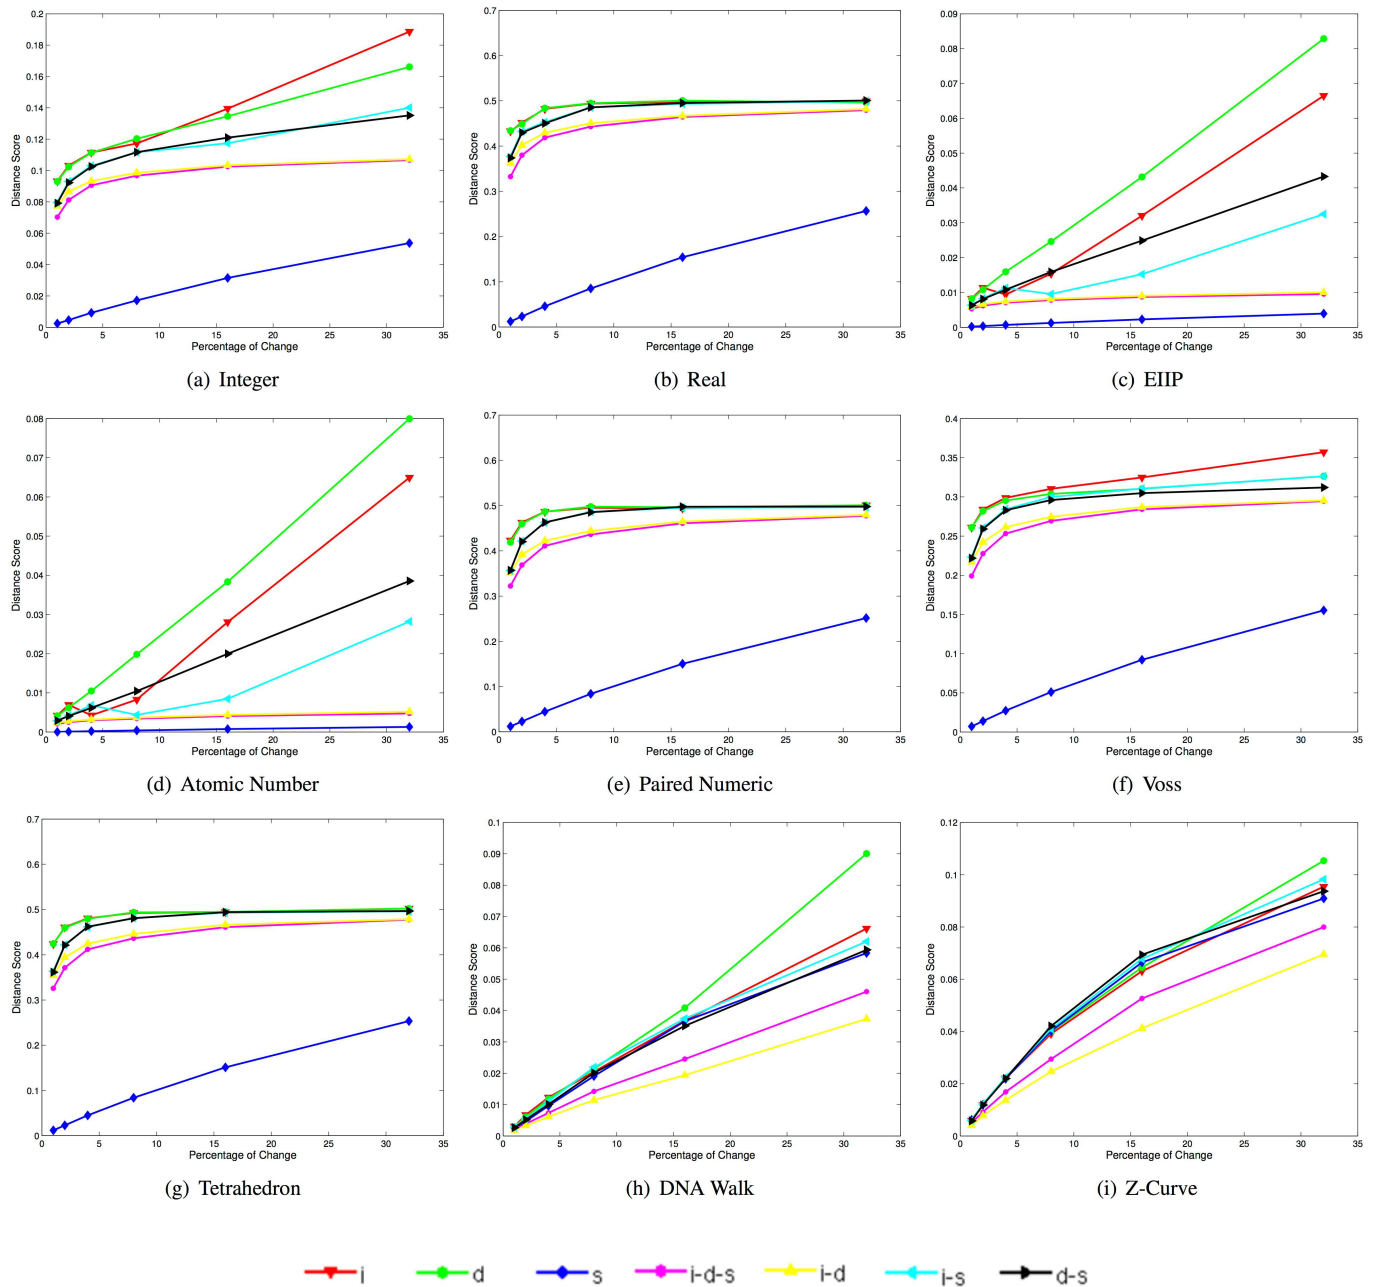 0.2
0.18
0.16
0.14
0.12
0.1
0.08
0.06
0.04
0.02
0
0 5 10 15 20 25 30 35
Distance Score
Percentage of Change
(a) Integer
0.7
0.6
0.5
0.4
0.3
0.2
0.1
0
0 5 10 15 20 25 30 35
Distance Score
Percentage of Change
(b) Real
0.09
0.08
0.07
0.06
0.05
0.04
0.03
0.02
0.01
0
0 5 10 15 20 25 30 35
Distance Score
Percentage of Change
(c) EIIP
0.08
0.07
0.06
0.05
0.04
0.03
0.02
0.01
0
0 5 10 15 20 25 30 35
Distance Score
Percentage of Change
(d) Atomic Number
0.7
0.6
0.5
0.4
0.3
0.2
0.1
0
0 5 10 15 20 25 30 35
Distance Score
Percentage of Change
(e) Paired Numeric
0.4
0.35
0.3
0.25
0.2
0.15
0.1
0.05
0
0 5 10 15 20 25 30 35
Distance Score
Percentage of Change
(f) Voss
0.7
0.6
0.5
0.4
0.3
0.2
0.1
0
0 5 10 15 20 25 30 35
Distance Score
Percentage of Change
(g) Tetrahedron
0.1
0.09
0.08
0.07
0.06
0.05
0.04
0.03
0.02
0.01
0
0 5 10 15 20 25 30 35
Distance Score
Percentage of Change
(h) DNA Walk
0.12
0.1
0.08
0.06
0.04
0.02
0
0 5 10 15 20 25 30 35
Distance Score
Percentage of Change
(i) Z-Curve
i d s i-d-s i-d i-s d-s